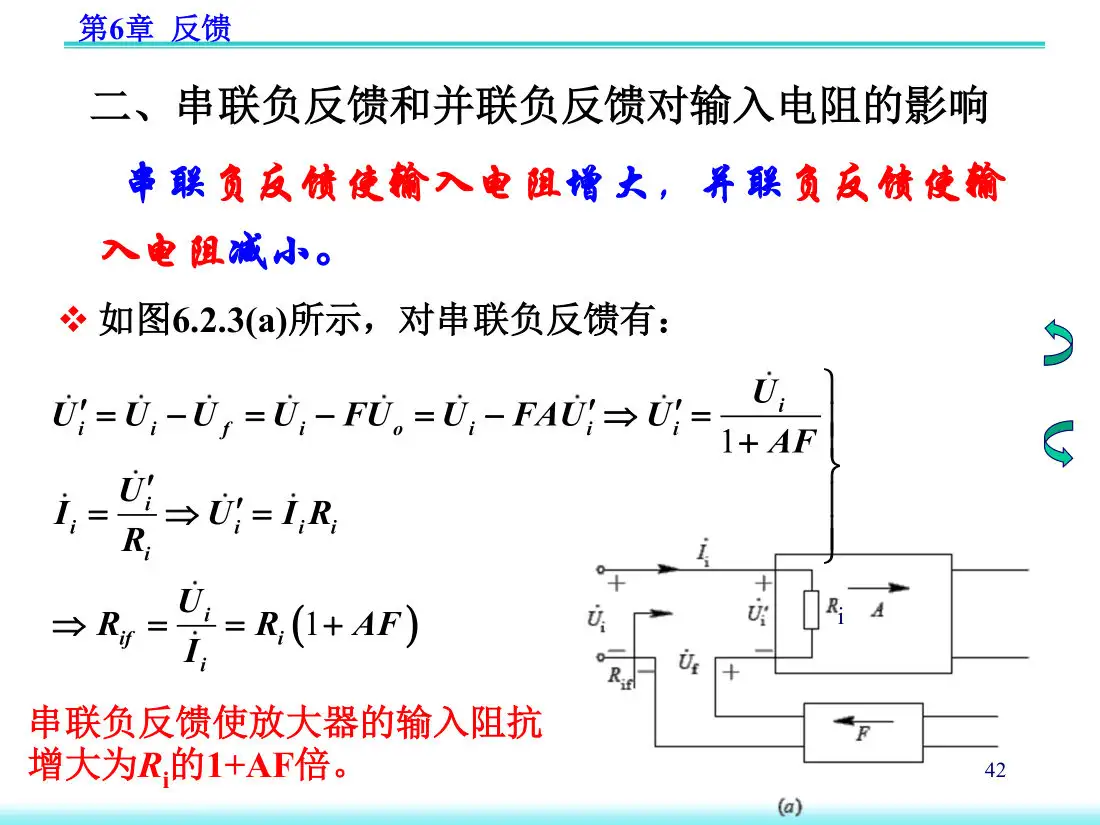 第6章 反馈
二、串联负反馈和并联负反馈对输入电阻的影响
串联负反馈使输入电阻增大，并联负反馈使输
入电阻减小。
❖ 如图6.2.3(a)所示，对串联负反馈有：
U̇i′ = U̇i − U̇f = U̇i − FU̇o = U̇i − FAU̇i′ ⇒ U̇i′ = U̇i / (1 + AF)
İi = U̇i′ / Ri ⇒ U̇i′ = İi Ri
⇒ Rif = U̇i / İi = Ri (1 + AF)
串联负反馈使放大器的输入阻抗
增大为Ri的1+AF倍。
İi
+ +
U̇i U̇i′ Ri A
− −
Rif − U̇f +
F
42
(a)